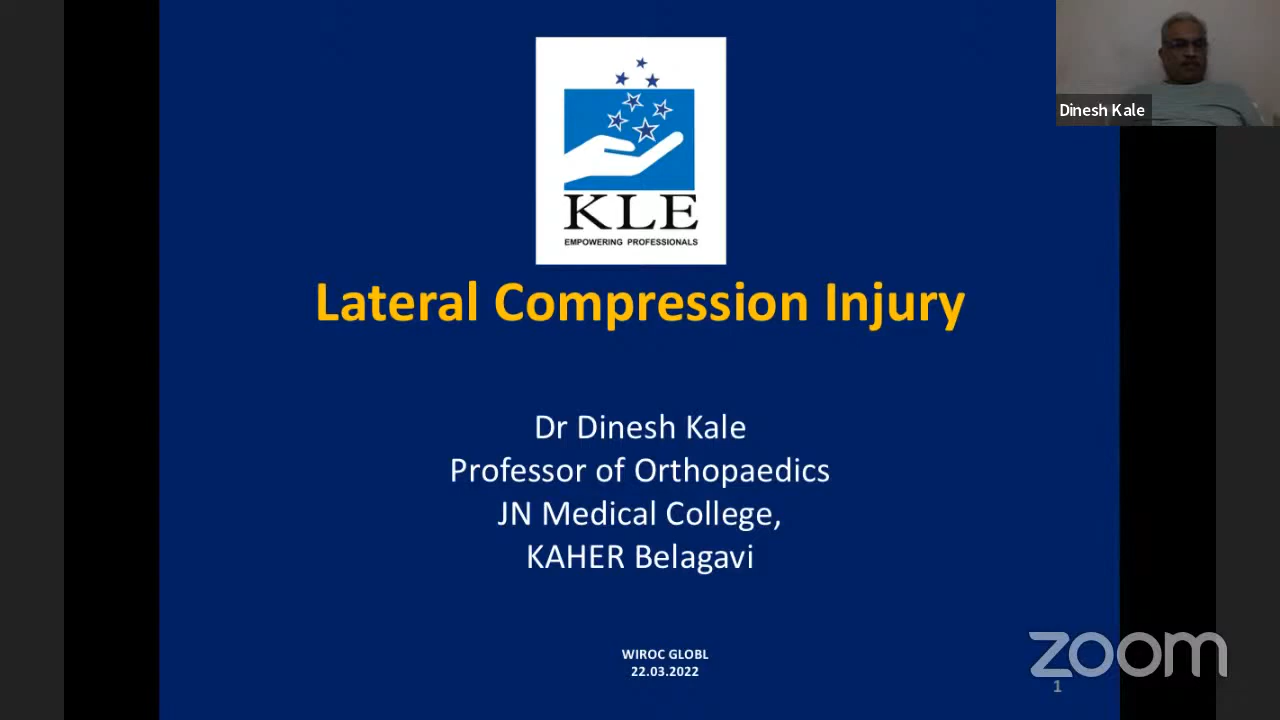 KLE
EMPOWERING PROFESSIONALS
Dinesh Kale
Lateral Compression Injury
Dr Dinesh Kale
Professor of Orthopaedics
JN Medical College,
KAHER Belagavi
WIROC GLOBL
22.03.2022
zoom
1